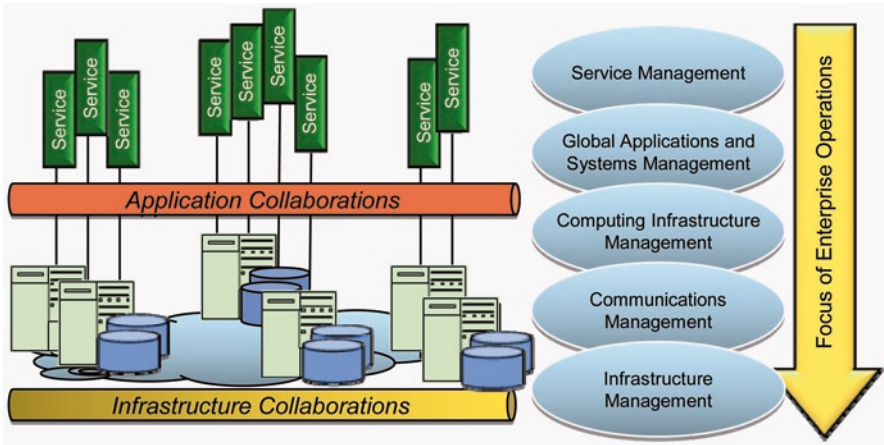 Service
Service
Service
Service
Service
Service
Service
Service
Service
Application Collaborations
Infrastructure Collaborations
Service Management
Global Applications and
Systems Management
Computing Infrastructure
Management
Communications
Management
Infrastructure
Management
Focus of Enterprise Operations